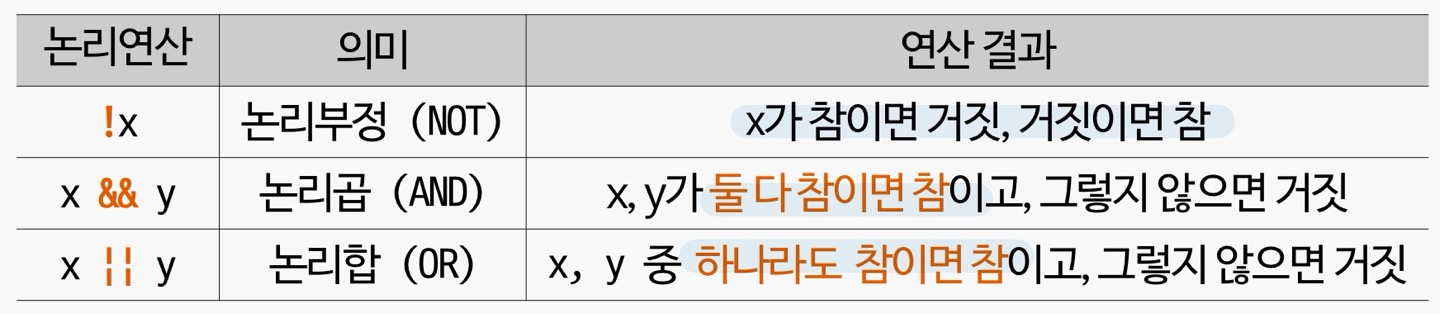 논리연산 의미 연산 결과
!x 논리부정 (NOT) x가 참이면 거짓, 거짓이면 참
x && y 논리곱 (AND) x, y가 둘 다 참이면 참이고, 그렇지 않으면 거짓
x || y 논리합 (OR) x, y 중 하나라도 참이면 참이고, 그렇지 않으면 거짓